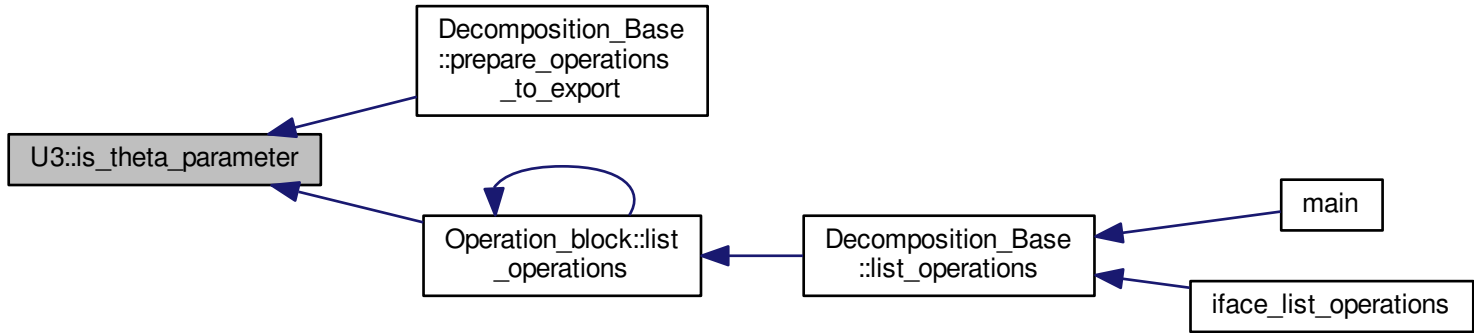 Decomposition_Base
::prepare_operations
_to_export
U3::is_theta_parameter
Operation_block::list
_operations
Decomposition_Base
::list_operations
main
iface_list_operations